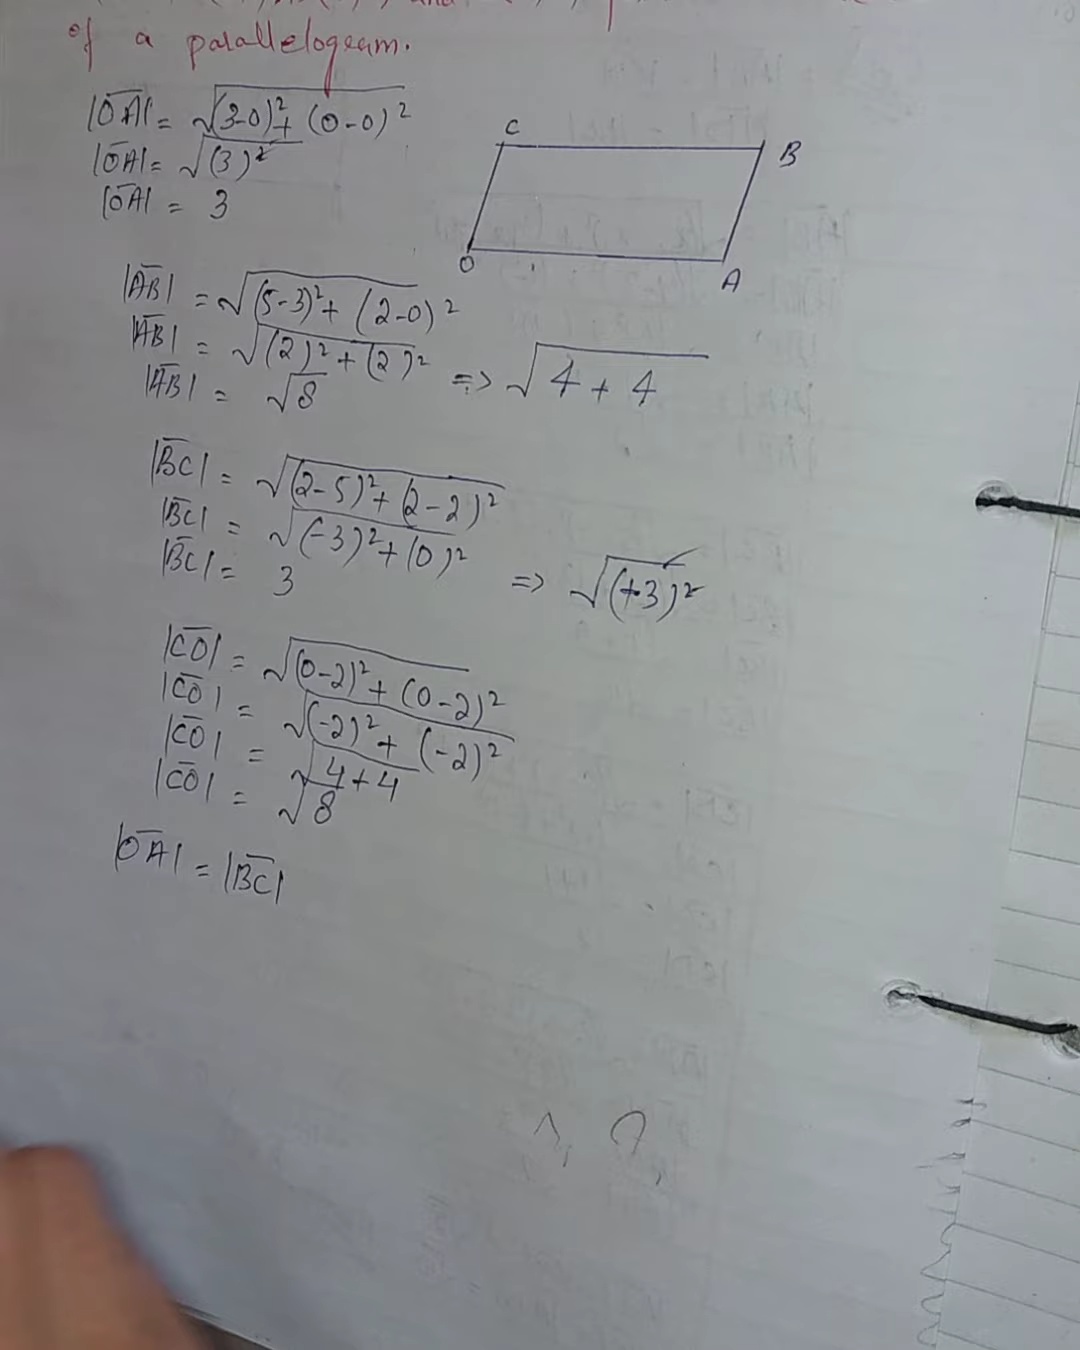 and
of a parallelogram.
|OA̅| = √(3-0)² + (0-0)²
|OA̅| = √(3)²
|OA̅| = 3
C
B
O
A
|AB̅| = √(5-3)² + (2-0)²
|AB̅| = √(2)² + (2)² => √4 + 4
|AB̅| = √8
|BC̅| = √(2-5)² + (2-2)²
|BC̅| = √(-3)² + (0)²
|BC̅| = 3 => √(+3)²
|CO̅| = √(0-2)² + (0-2)²
|CO̅| = √(-2)² + (-2)²
|CO̅| = √4+4
|CO̅| = √8
|OA̅| = |BC̅|